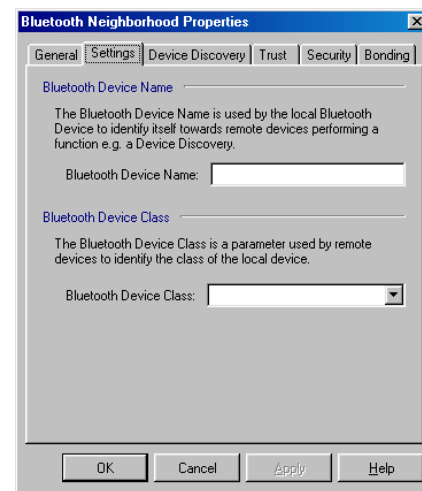 Bluetooth Neighborhood Properties
General Settings Device Discovery Trust Security Bonding
Bluetooth Device Name
The Bluetooth Device Name is used by the local Bluetooth
Device to identify itself towards remote devices performing a
function e.g. a Device Discovery.
Bluetooth Device Name:
Bluetooth Device Class
The Bluetooth Device Class is a parameter used by remote
devices to identify the class of the local device.
Bluetooth Device Class:
OK Cancel Apply Help